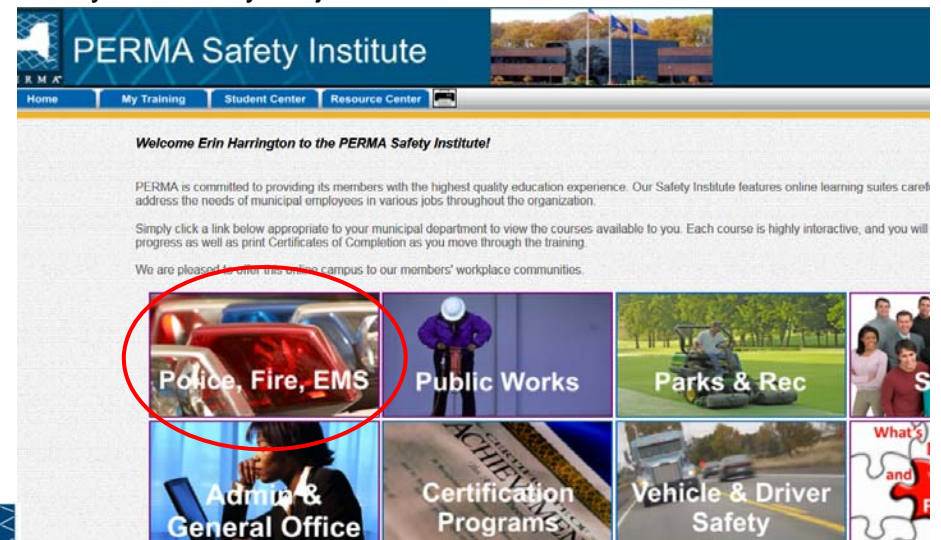 PERMA Safety Institute
Home
My Training
Student Center
Resource Center
Welcome Erin Harrington to the PERMA Safety Institute!
PERMA is committed to providing its members with the highest quality education experience. Our Safety Institute features online learning suites
address the needs of municipal employees in various jobs throughout the organization.
Simply click a link below appropriate to your municipal department to view the courses available to you. Each course is highly interactive, and you will
progress as well as print Certificates of Completion as you move through the training.
We are pleased to offer this online campus to our members' workplace communities.
Police, Fire, EMS
Public Works
Parks & Rec
Admin &
General Office
ACHIEVEMENT
Certification
Programs
Vehicle & Driver
Safety
What's
and